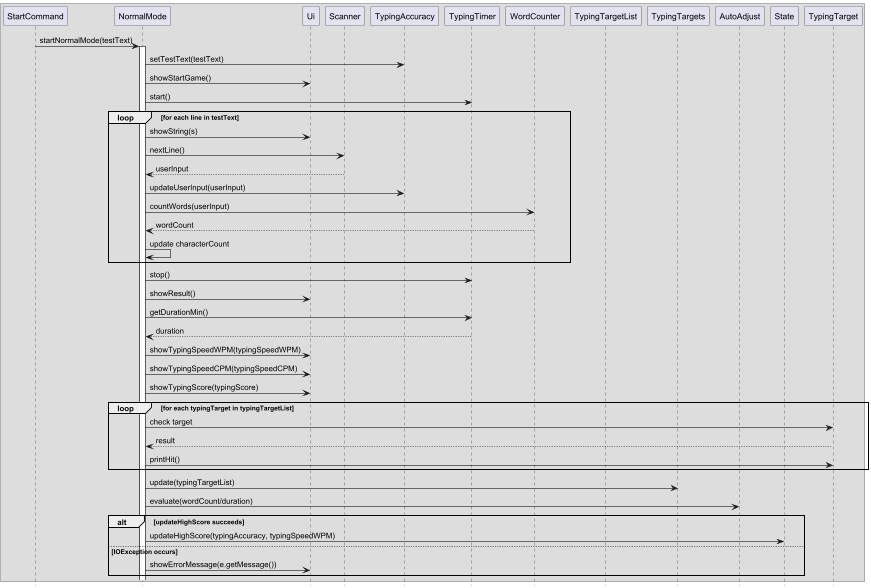 StartCommand NormalMode Ui Scanner TypingAccuracy TypingTimer WordCounter TypingTargetList TypingTargets AutoAdjust State TypingTarget
startNormalMode(testText)
setTestText(testText)
showStartGame()
start()
loop [for each line in testText]
showString(s)
nextLine()
userInput
updateUserInput(userInput)
countWords(userInput)
wordCount
update characterCount
stop()
showResult()
getDurationMin()
duration
showTypingSpeedWPM(typingSpeedWPM)
showTypingSpeedCPM(typingSpeedCPM)
showTypingScore(typingScore)
loop [for each typingTarget in typingTargetList]
check target
result
printHit()
update(typingTargetList)
evaluate(wordCount/duration)
alt [updateHighScore succeeds]
updateHighScore(typingAccuracy, typingSpeedWPM)
[IOException occurs]
showErrorMessage(e.getMessage())